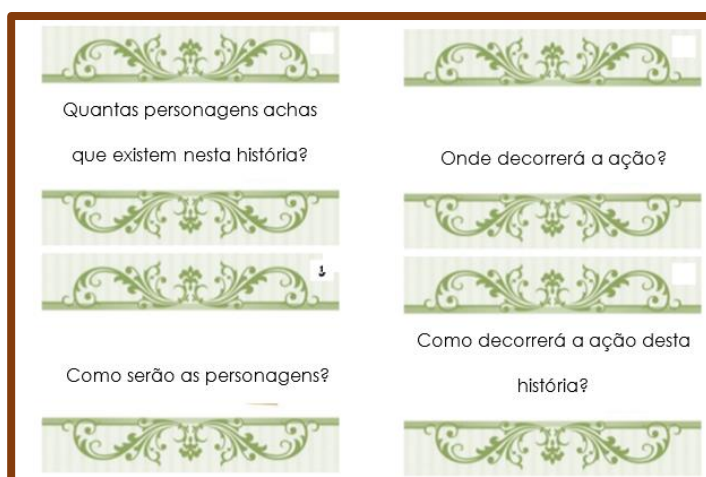 Quantas personagens achas
que existem nesta história?
Onde decorrerá a ação?
Como serão as personagens?
Como decorrerá a ação desta
história?